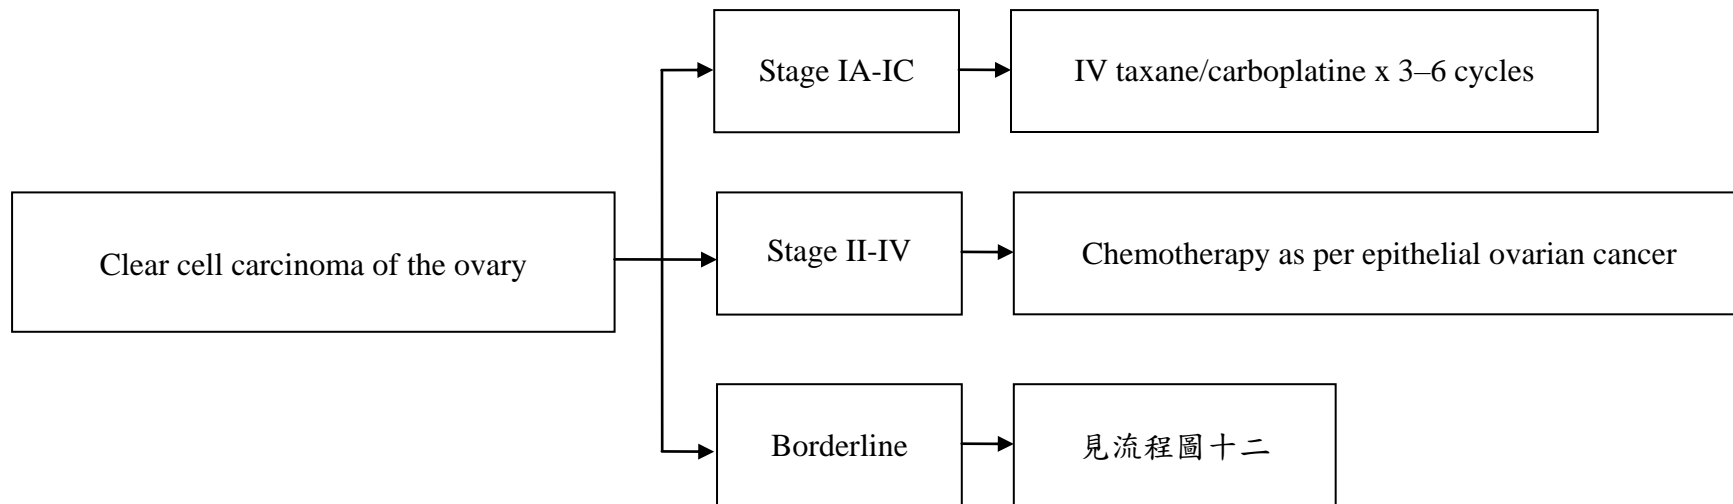 Clear cell carcinoma of the ovary
Stage IA-IC
IV taxane/carboplatine x 3–6 cycles
Stage II-IV
Chemotherapy as per epithelial ovarian cancer
Borderline
見流程圖十二